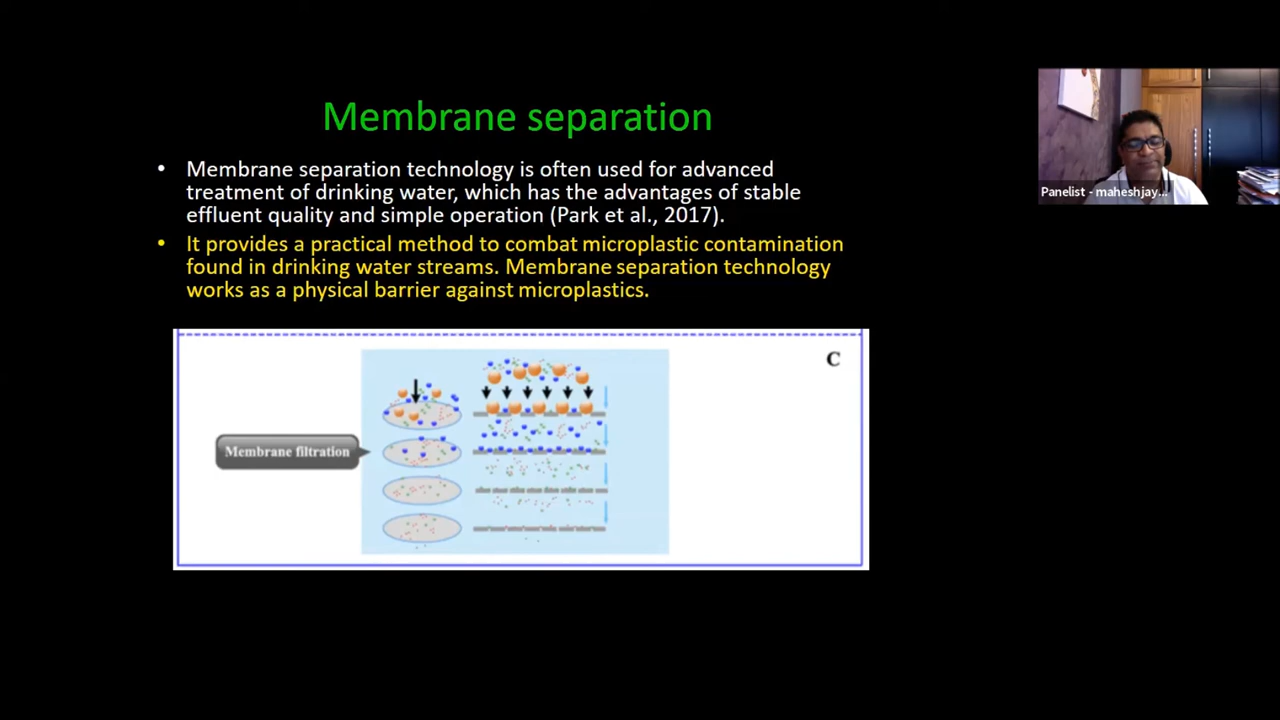 Membrane separation
• Membrane separation technology is often used for advanced
treatment of drinking water, which has the advantages of stable
effluent quality and simple operation (Park et al., 2017).
• It provides a practical method to combat microplastic contamination
found in drinking water streams. Membrane separation technology
works as a physical barrier against microplastics.
C
Membrane filtration
Panelist - maheshjay...